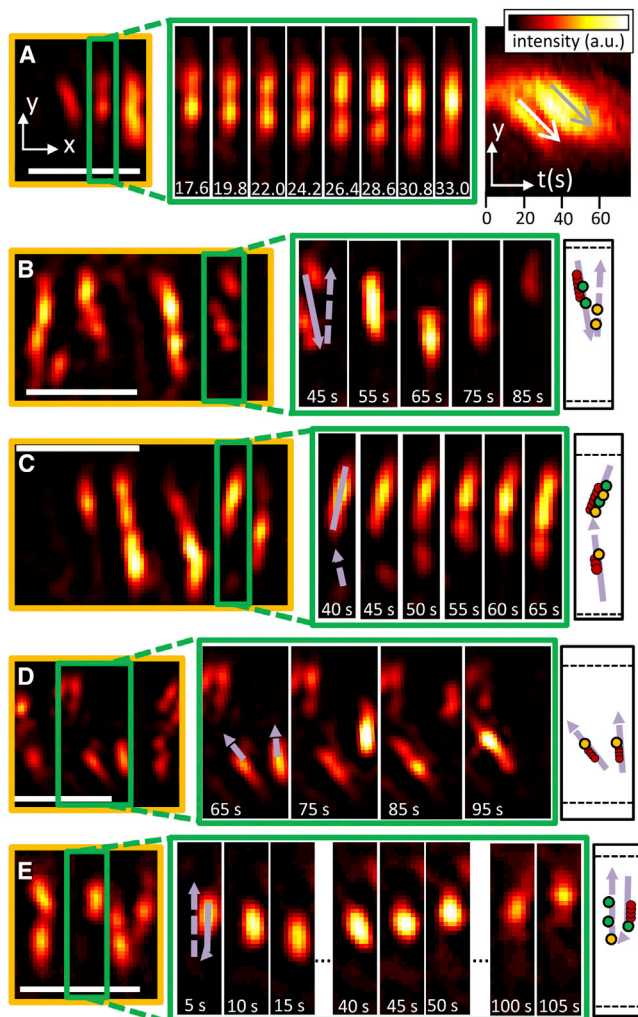 A
y
x
17.6 19.8 22.0 24.2 26.4 28.6 30.8 33.0
intensity (a.u.)
y
t(s)
0 20 40 60
B
45 s 55 s 65 s 75 s 85 s
C
40 s 45 s 50 s 55 s 60 s 65 s
D
65 s 75 s 85 s 95 s
E
... ...
5 s 10 s 15 s 40 s 45 s 50 s 100 s 105 s